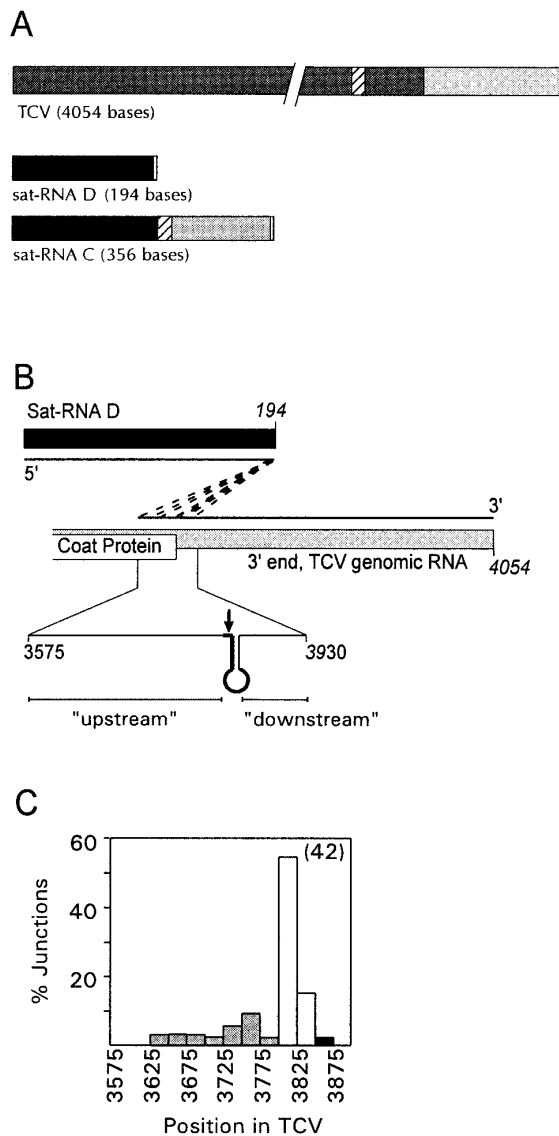 A
TCV (4054 bases)
sat-RNA D (194 bases)
sat-RNA C (356 bases)
B
Sat-RNA D 194
5'
3'
Coat Protein
3' end, TCV genomic RNA
4054
3575
3930
"upstream" "downstream"
C
60
(42)
40
20
% Junctions
3575 3625 3675 3725 3775 3825 3875
Position in TCV